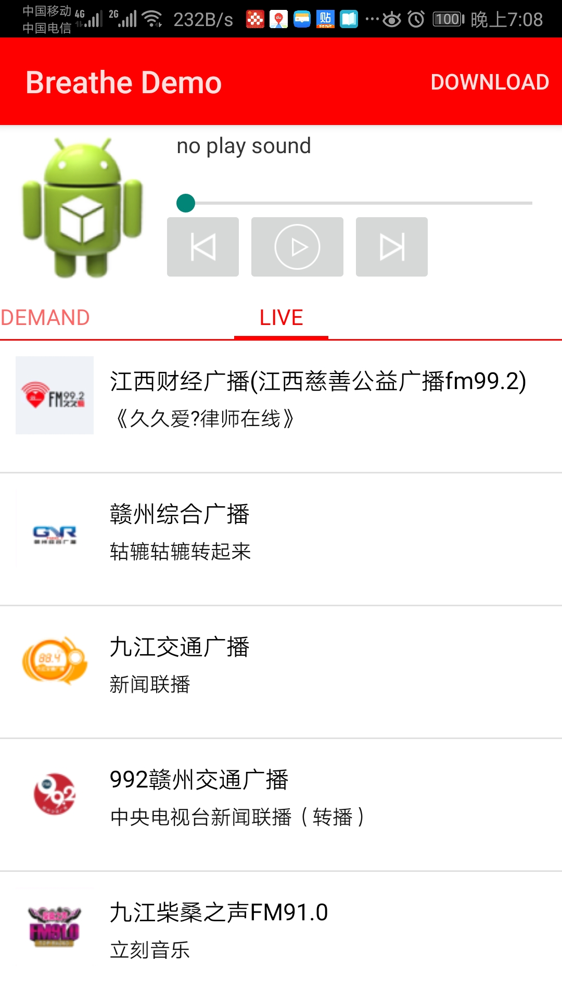 中国移动 4G 2G 232B/s 贴 100 晚上7:08
中国电信
Breathe Demo DOWNLOAD
no play sound
DEMAND LIVE
江西财经广播(江西慈善公益广播fm99.2)
FM 99.2
《久久爱?律师在线》
赣州综合广播
GNR
轱辘轱辘转起来
九江交通广播
88.4
新闻联播
992赣州交通广播
992
中央电视台新闻联播（转播）
九江柴桑之声FM91.0
FM91.0
立刻音乐